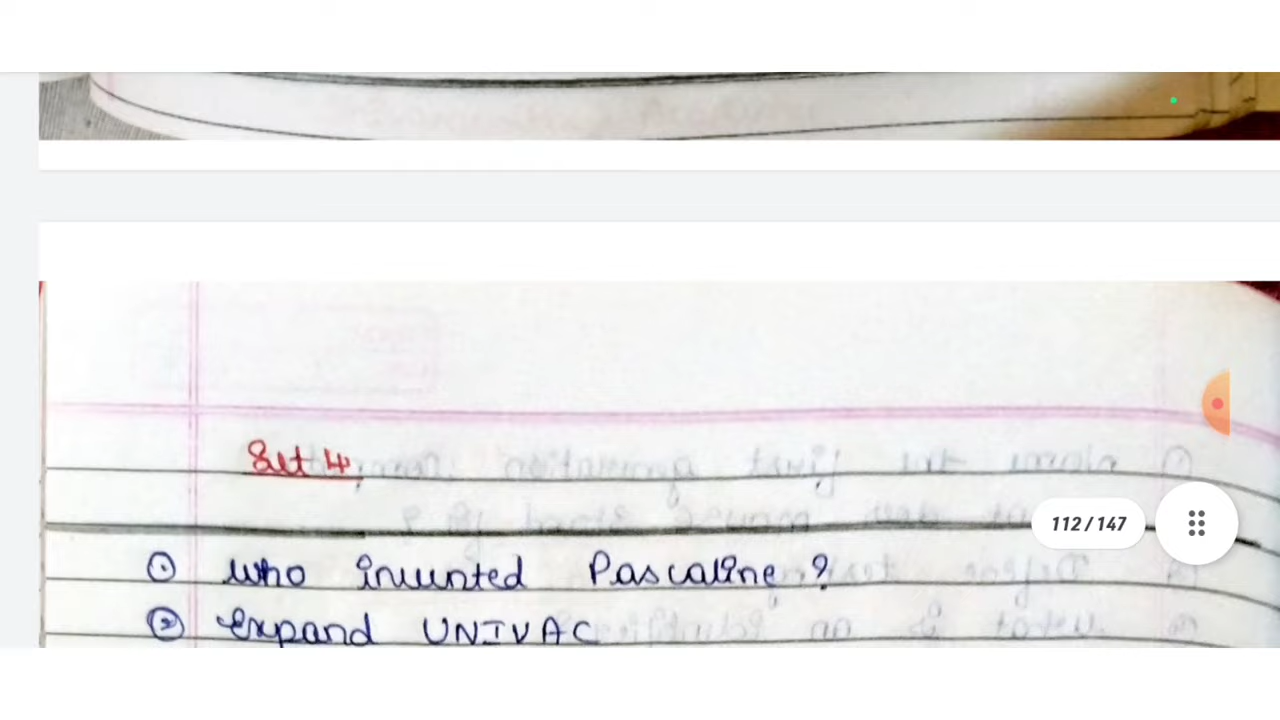 Set 4
112/147
① who invented Pascaline?
② expand UNIVAC